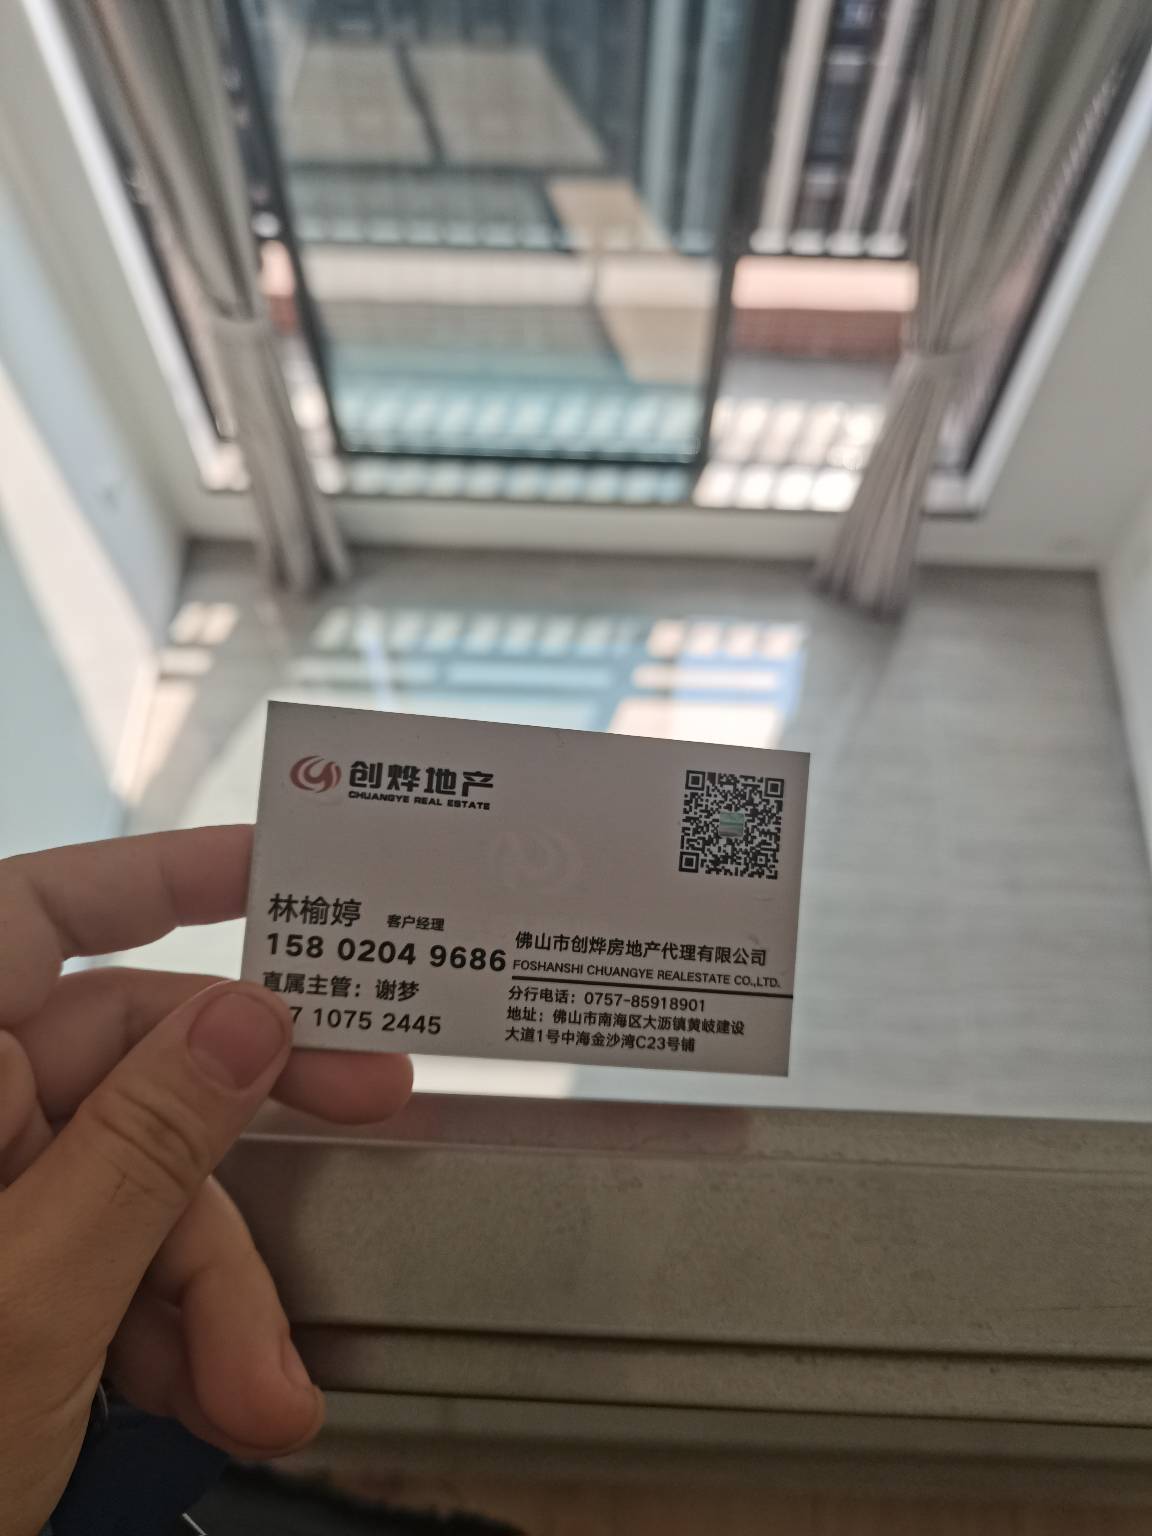 创烨地产
CHUANGYE REAL ESTATE
林榆婷 客户经理
158 0204 9686
直属主管：谢梦
7 1075 2445
佛山市创烨房地产代理有限公司
FOSHANSHI CHUANGYE REALESTATE CO.,LTD.
分行电话：0757-85918901
地址：佛山市南海区大沥镇黄岐建设
大道1号中海金沙湾C23号铺